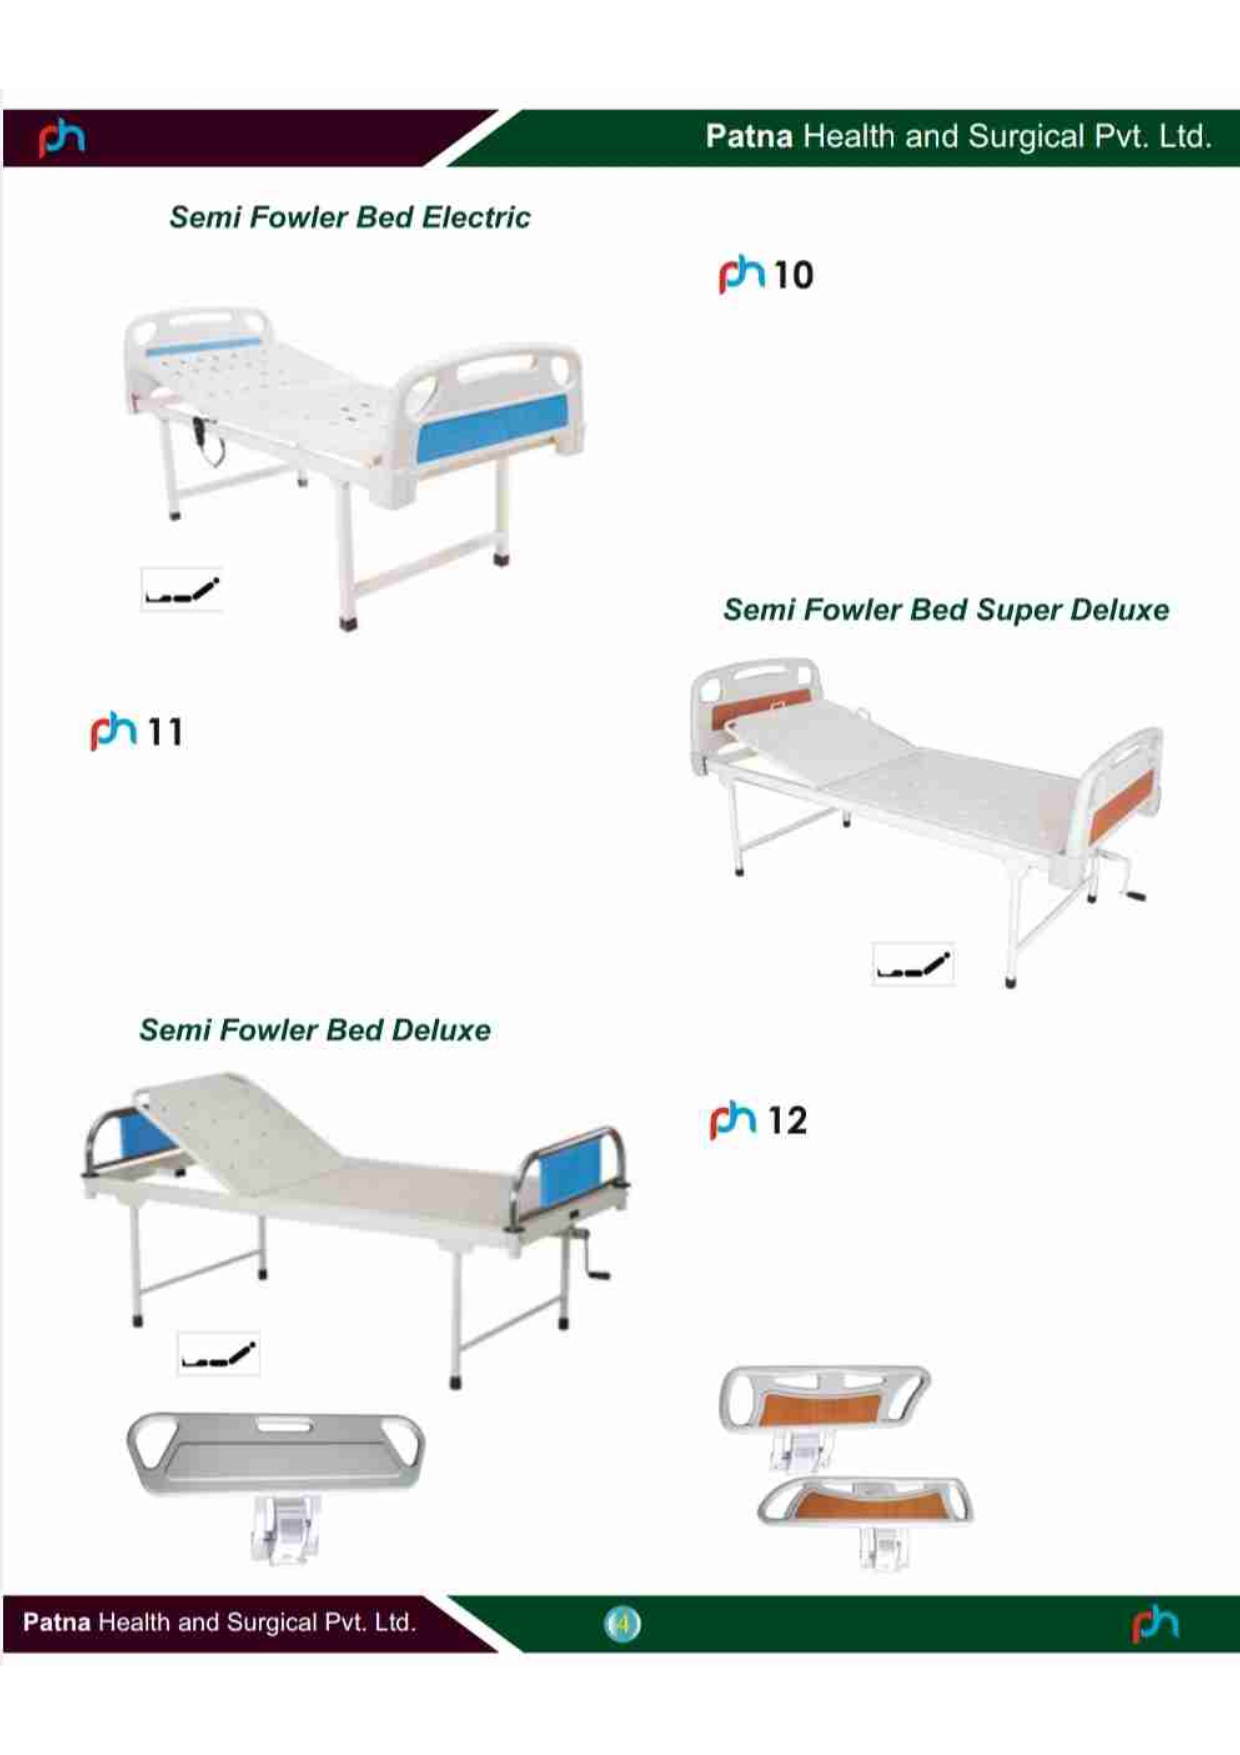 ph
Patna Health and Surgical Pvt. Ltd.
Semi Fowler Bed Electric
ph 10
Semi Fowler Bed Super Deluxe
ph 11
Semi Fowler Bed Deluxe
ph 12
Patna Health and Surgical Pvt. Ltd.
4
ph